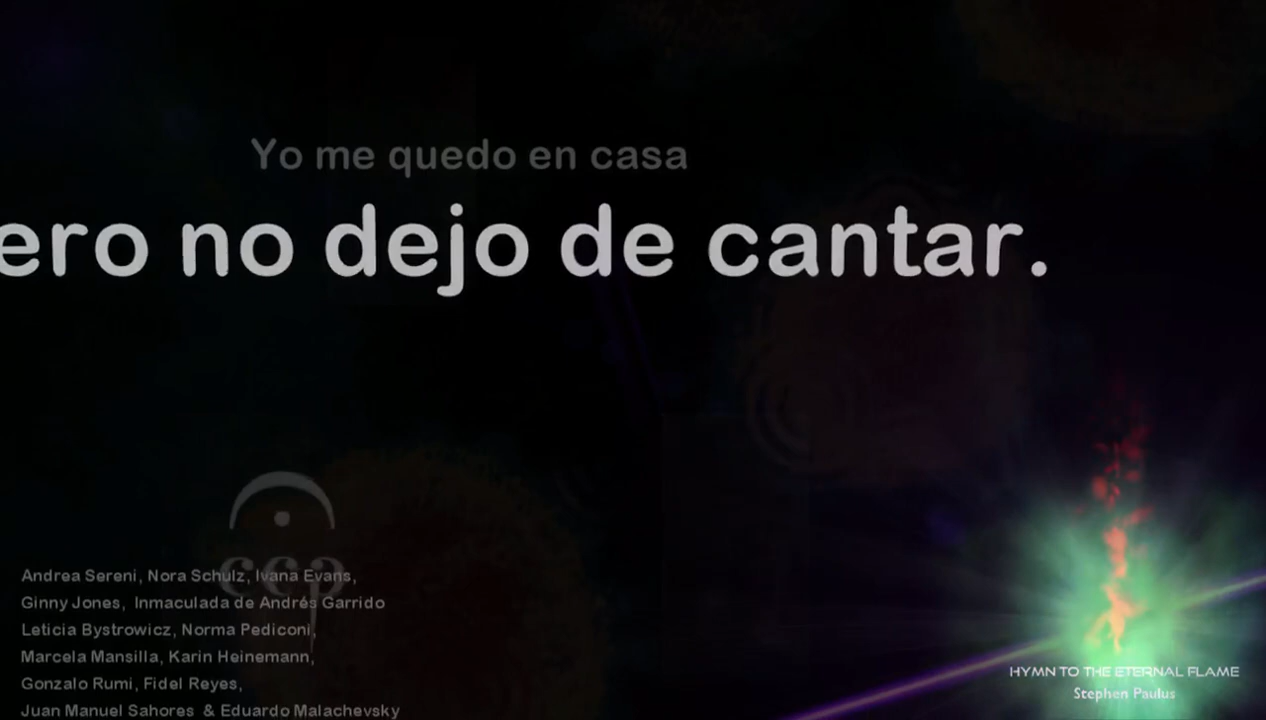 Yo me quedo en casa
ero no dejo de cantar.
ccp
Andrea Sereni, Nora Schulz, Ivana Evans,
Ginny Jones, Inmaculada de Andrés Garrido
Leticia Bystrowicz, Norma Pediconi,
Marcela Mansilla, Karin Heinemann,
Gonzalo Rumi, Fidel Reyes,
Juan Manuel Sahores & Eduardo Malachevsky
HYMN TO THE ETERNAL FLAME
Stephen Paulus